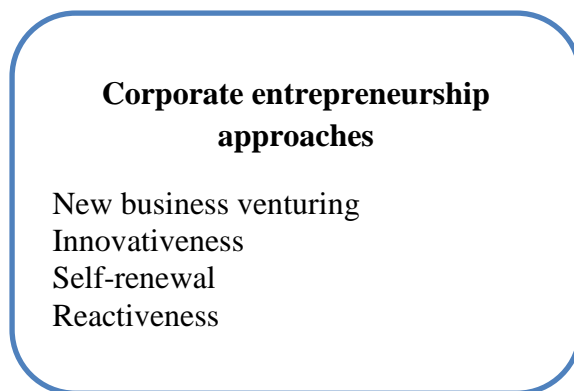 Corporate entrepreneurship
approaches
New business venturing
Innovativeness
Self-renewal
Reactiveness